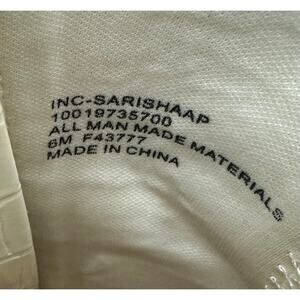 INC-SARISHAAP
10019735700
ALL MAN MADE MATERIALS
6M F43777
MADE IN CHINA